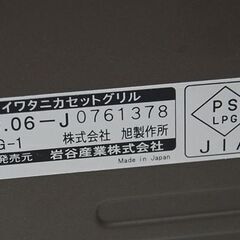 イワタニカセットグリル
.06-J0761378
G-1 株式会社 旭製作所
発売元 岩谷産業株式会社
Made in Japan
PS
LPG
JIA